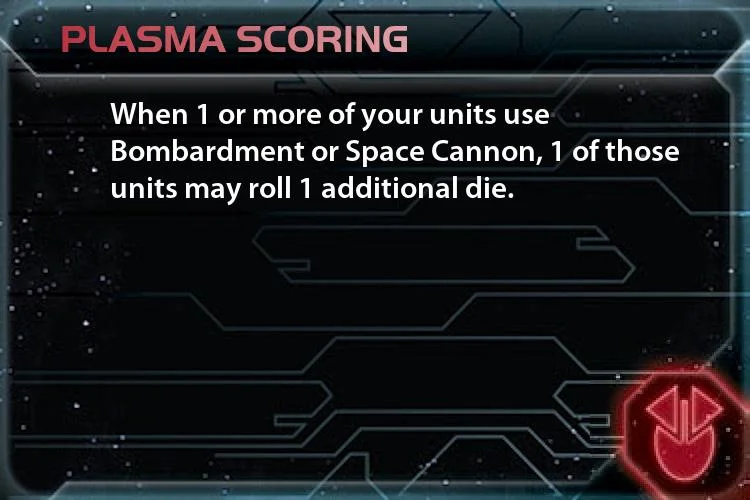 PLASMA SCORING
When 1 or more of your units use
Bombardment or Space Cannon, 1 of those
units may roll 1 additional die.